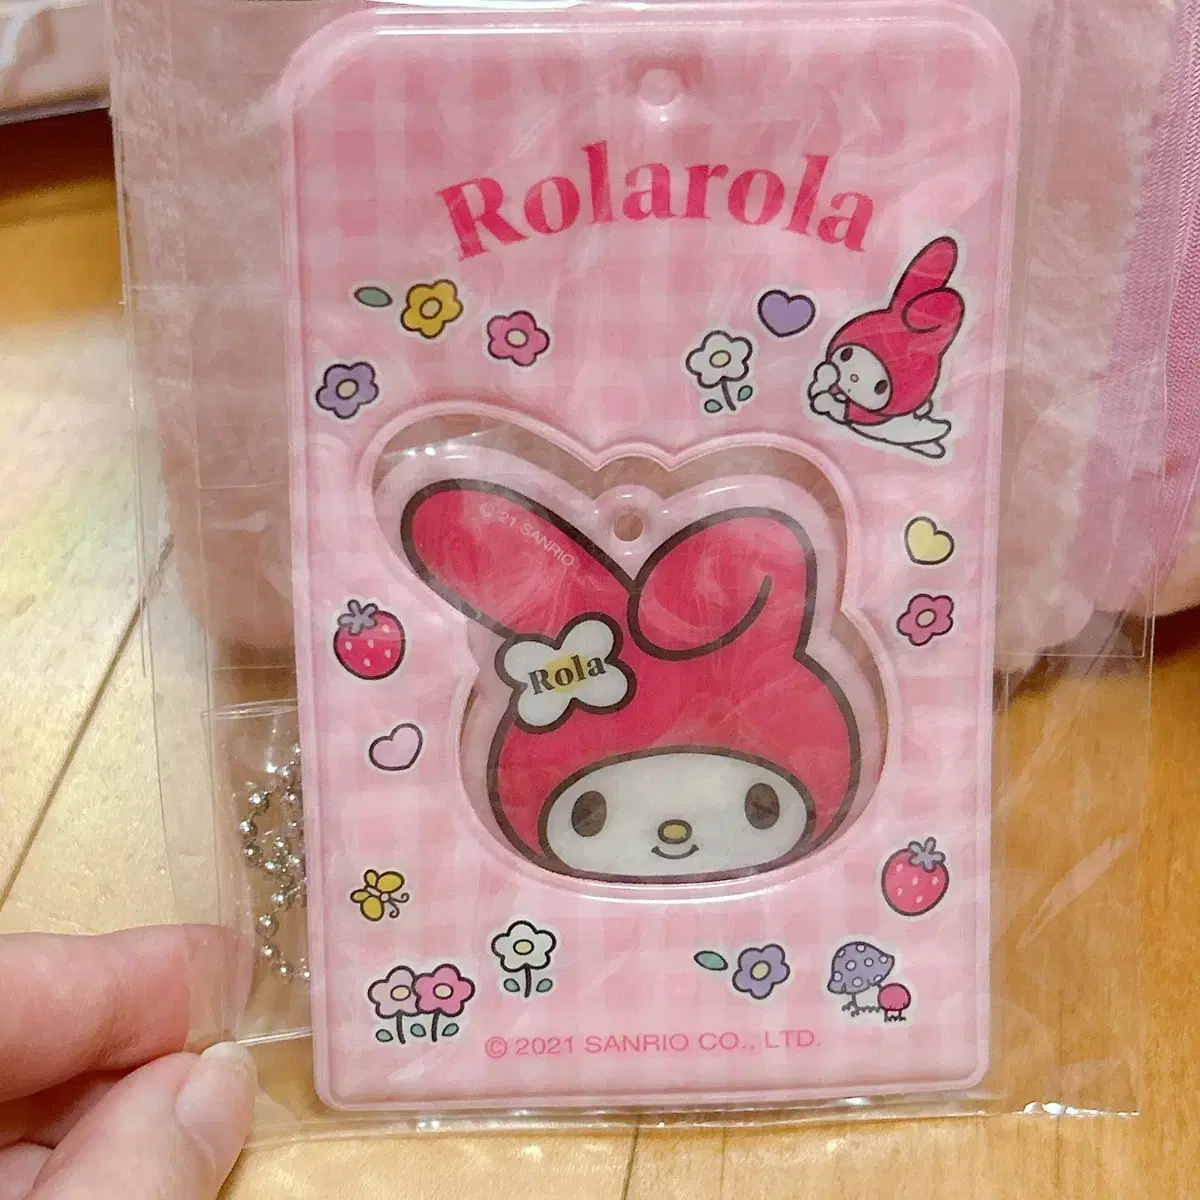 Rolarola
©'21 SANRIO
Rola
© 2021 SANRIO CO., LTD.